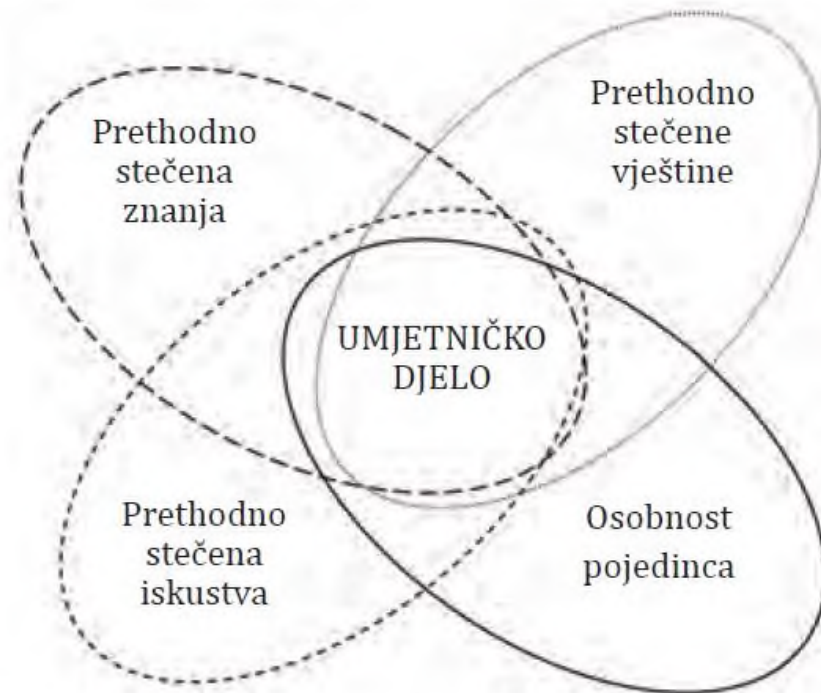 Prethodno
stečena
znanja
Prethodno
stečene
vještine
UMJETNIČKO
DJELO
Prethodno
stečena
iskustva
Osobnost
pojedinca